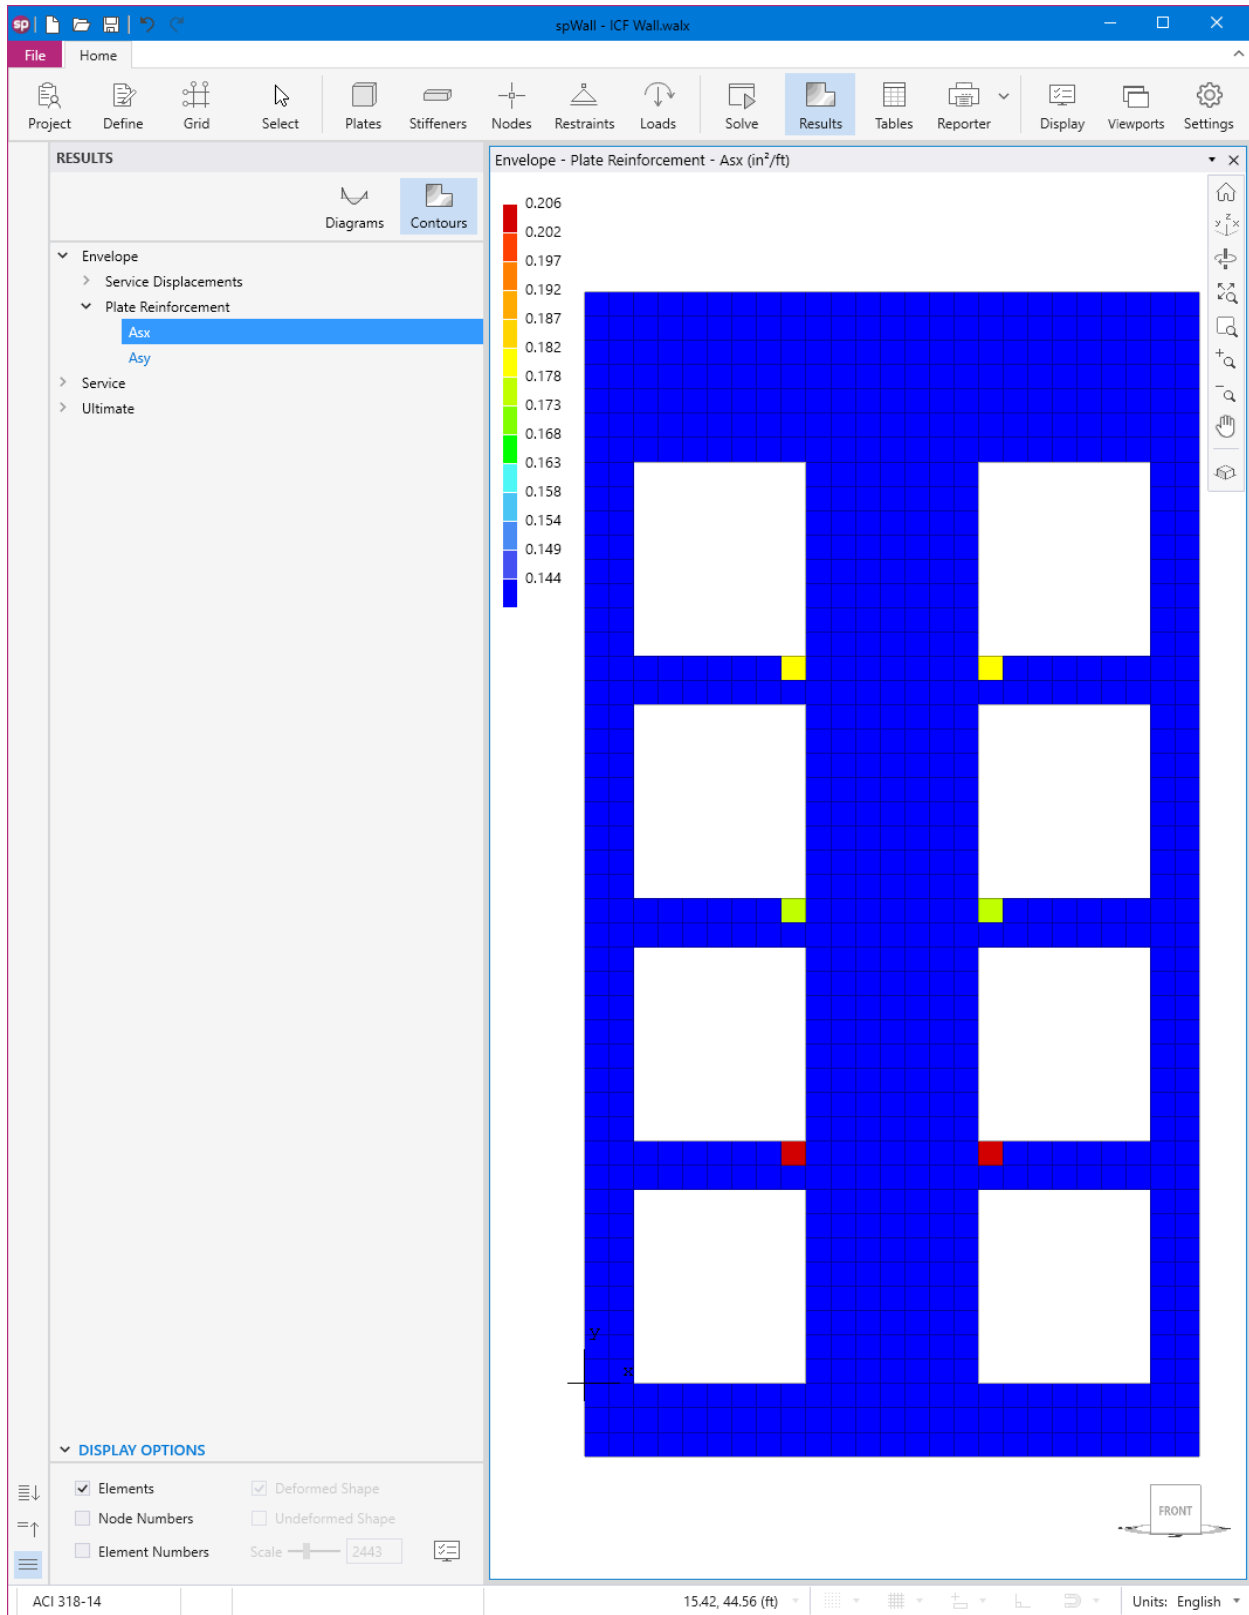 sp
spWall - ICF Wall.walx
File Home
Project Define Grid Select Plates Stiffeners Nodes Restraints Loads Solve Results Tables Reporter Display Viewports Settings
RESULTS
Diagrams Contours
Envelope
Service Displacements
Plate Reinforcement
Asx
Asy
Service
Ultimate
Envelope - Plate Reinforcement - Asx (in²/ft)
y z x
0.206
0.202
0.197
0.192
0.187
0.182
0.178
0.173
0.168
0.163
0.158
0.154
0.149
0.144
y
x
FRONT
DISPLAY OPTIONS
Elements Deformed Shape
Node Numbers Undeformed Shape
Element Numbers Scale 2443
ACI 318-14 15.42, 44.56 (ft) Units: English